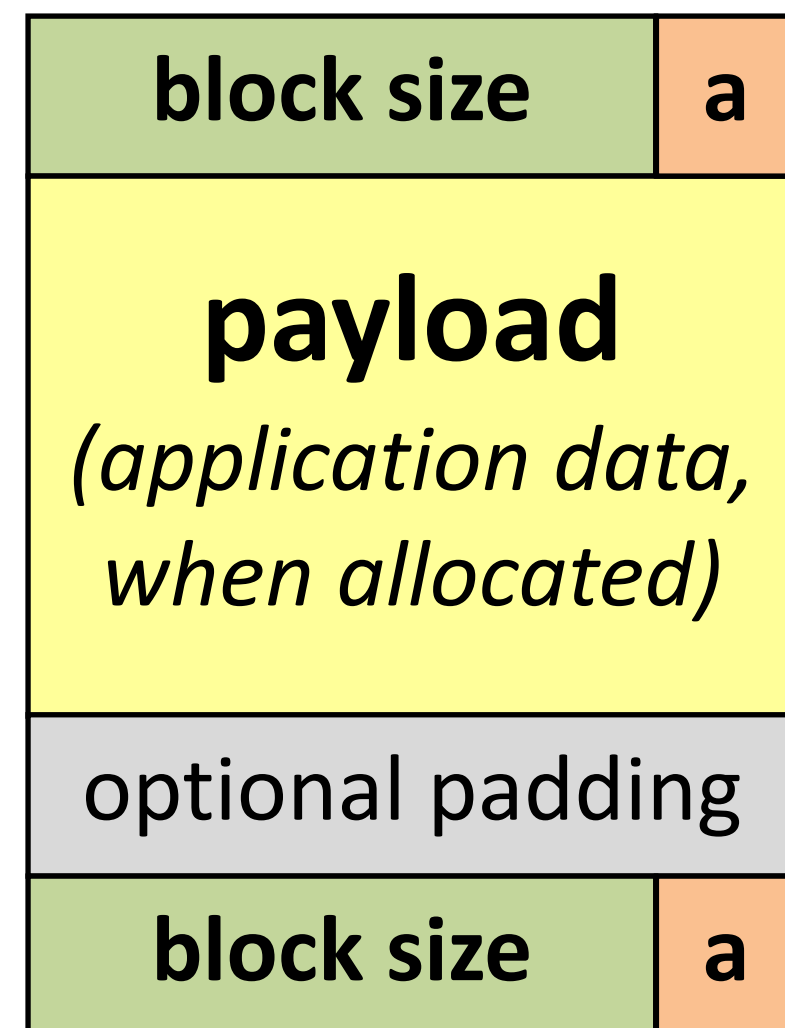 block size a
payload
(application data,
when allocated)
optional padding
block size a